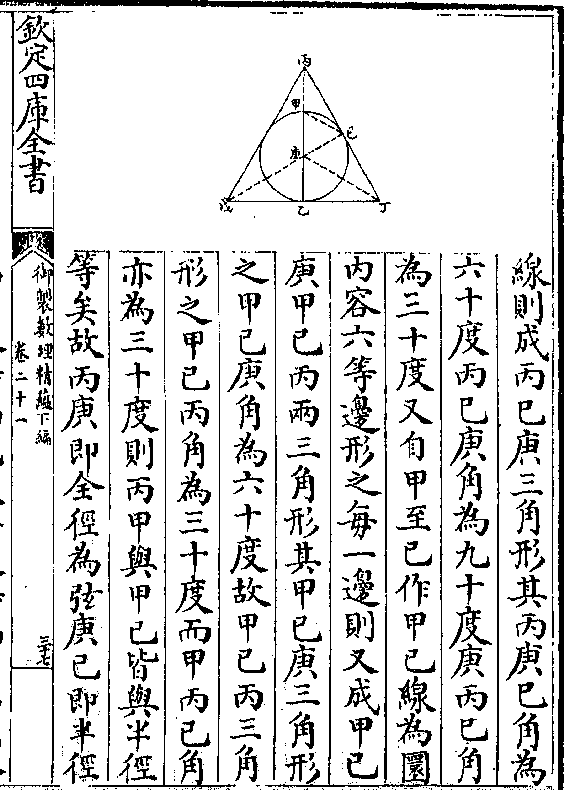 丙
甲
己
庚
戊
乙
丁
線則成丙己庚三角形其丙庚己角為
六十度丙己庚角為九十度庚丙己角
為三十度又自甲至己作甲己線為圜
内容六等邊形之每一邊則又成甲己
庚甲己丙兩三角形其甲己庚三角形
之甲己庚角為六十度故甲己丙三角
形之甲己丙角為三十度而甲丙己角
亦為三十度則丙甲與甲己皆與半徑
等矣故丙庚即全徑為弦庚己即半徑
欽定四庫全書
御製數理精蘊下編
卷二十一
三十七